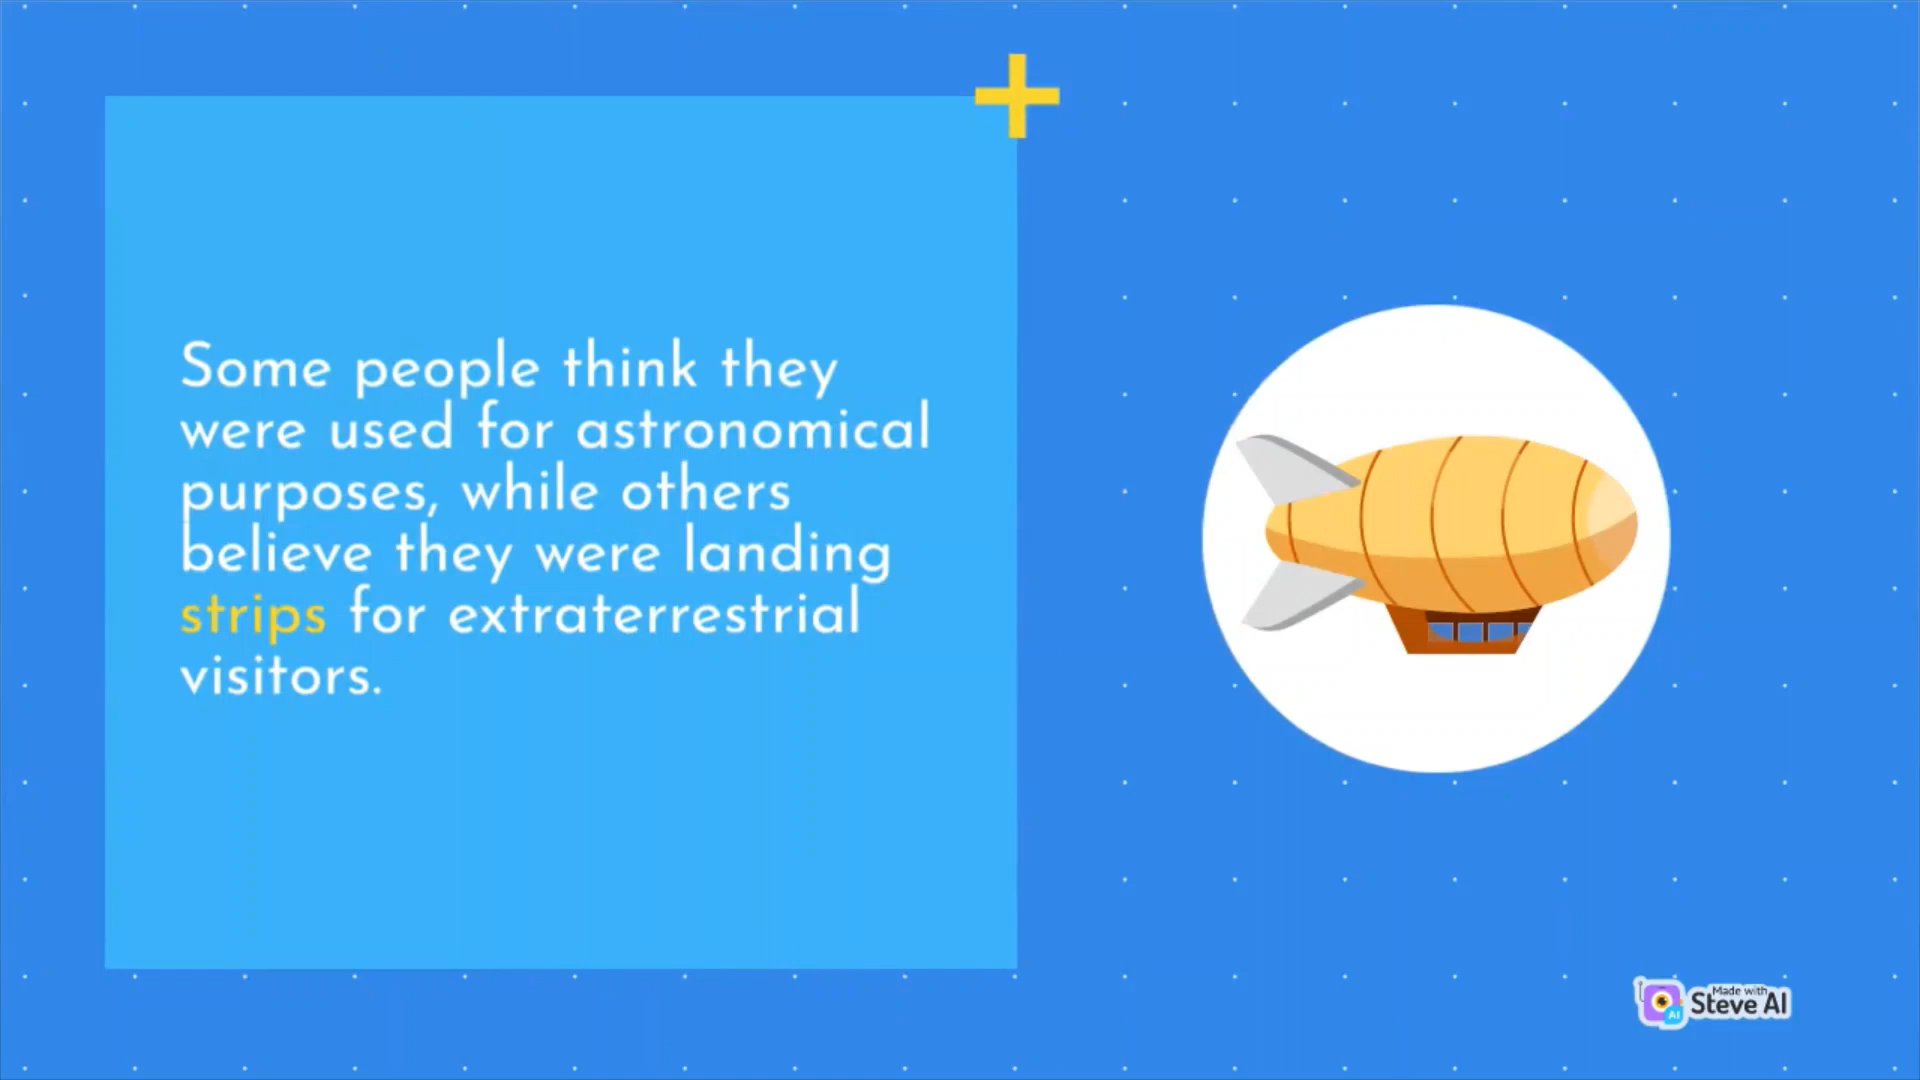 Some people think they
were used for astronomical
purposes, while others
believe they were landing
strips for extraterrestrial
visitors.
Made with
Steve AI
AI